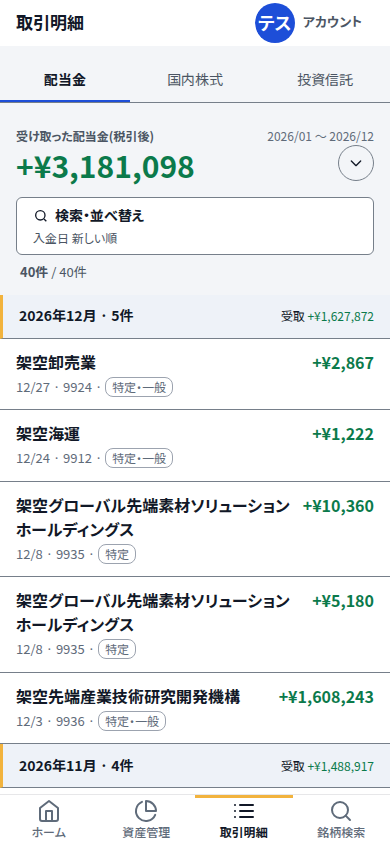 取引明細
テス アカウント
配当金 国内株式 投資信託
受け取った配当金(税引後) 2026/01 〜 2026/12
+¥3,181,098
検索・並べ替え
入金日 新しい順
40件 / 40件
2026年12月・5件 受取 +¥1,627,872
架空卸売業 +¥2,867
12/27・9924・特定・一般
架空海運 +¥1,222
12/24・9912・特定・一般
架空グローバル先端素材ソリューション +¥10,360
ホールディングス
12/8・9935・特定
架空グローバル先端素材ソリューション +¥5,180
ホールディングス
12/8・9935・特定
架空先端産業技術研究開発機構 +¥1,608,243
12/3・9936・特定・一般
2026年11月・4件 受取 +¥1,488,917
ホーム 資産管理 取引明細 銘柄検索